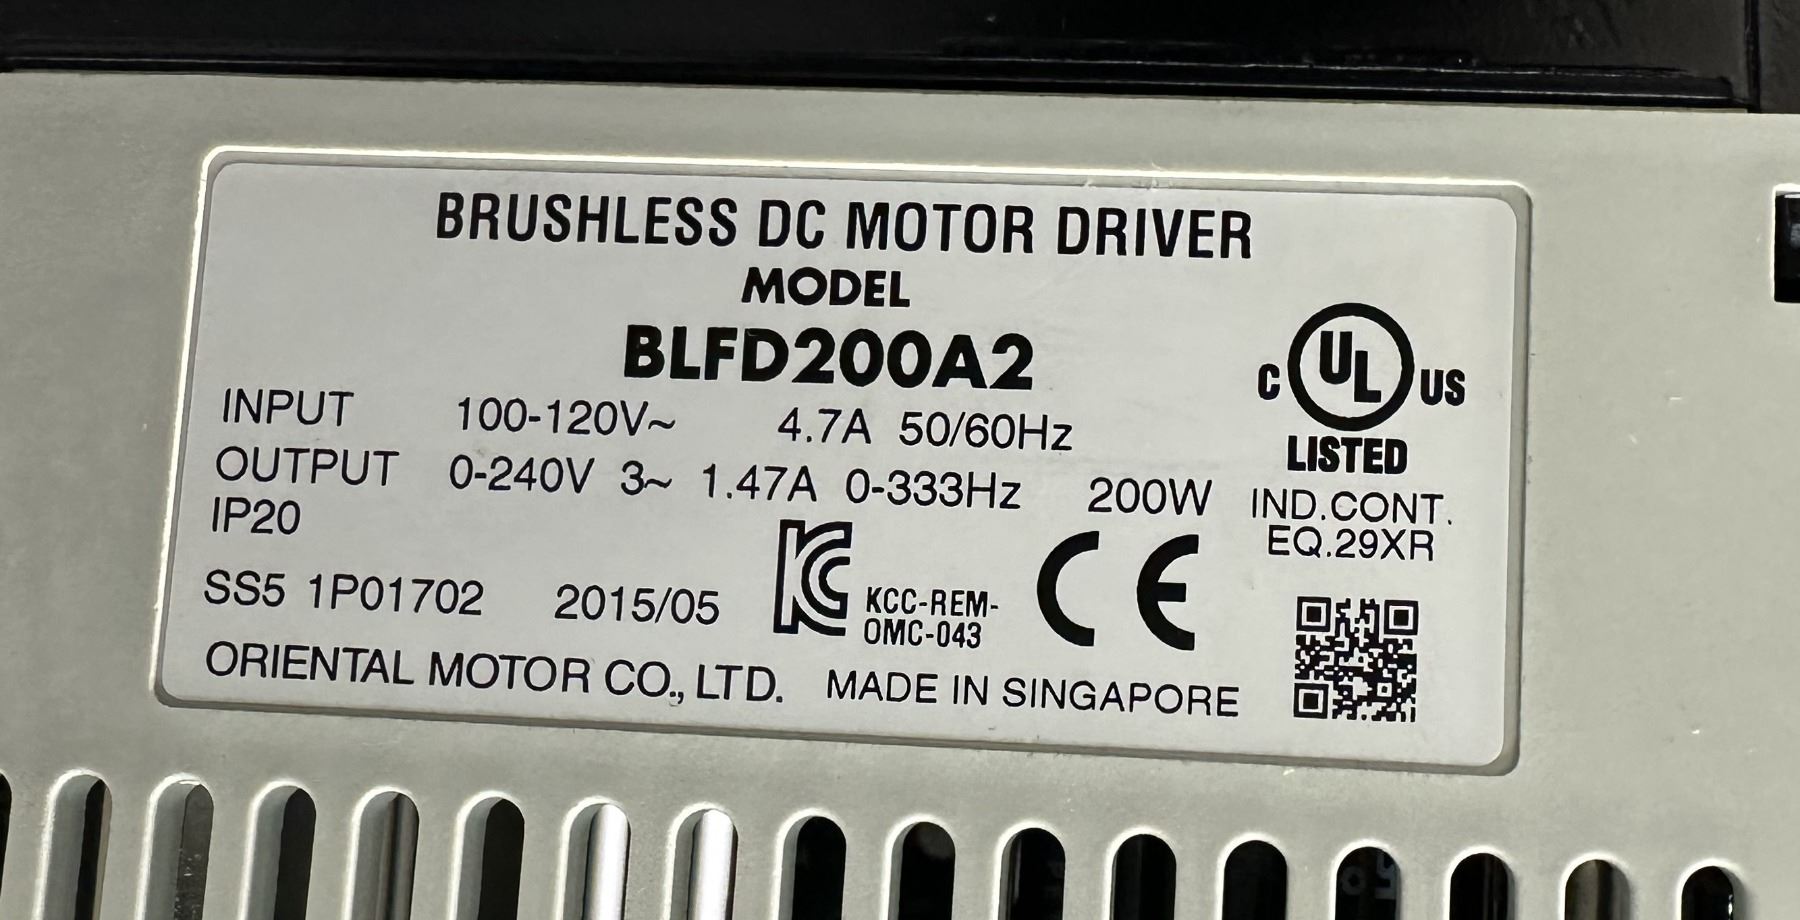 BRUSHLESS DC MOTOR DRIVER
MODEL
BLFD200A2
INPUT 100-120V~ 4.7A 50/60Hz
OUTPUT 0-240V 3~ 1.47A 0-333Hz 200W
IP20
SS5 1P01702 2015/05
KC KCC-REM-
OMC-043
CE
ORIENTAL MOTOR CO., LTD. MADE IN SINGAPORE
C UL US
LISTED
IND.CONT.
EQ.29XR